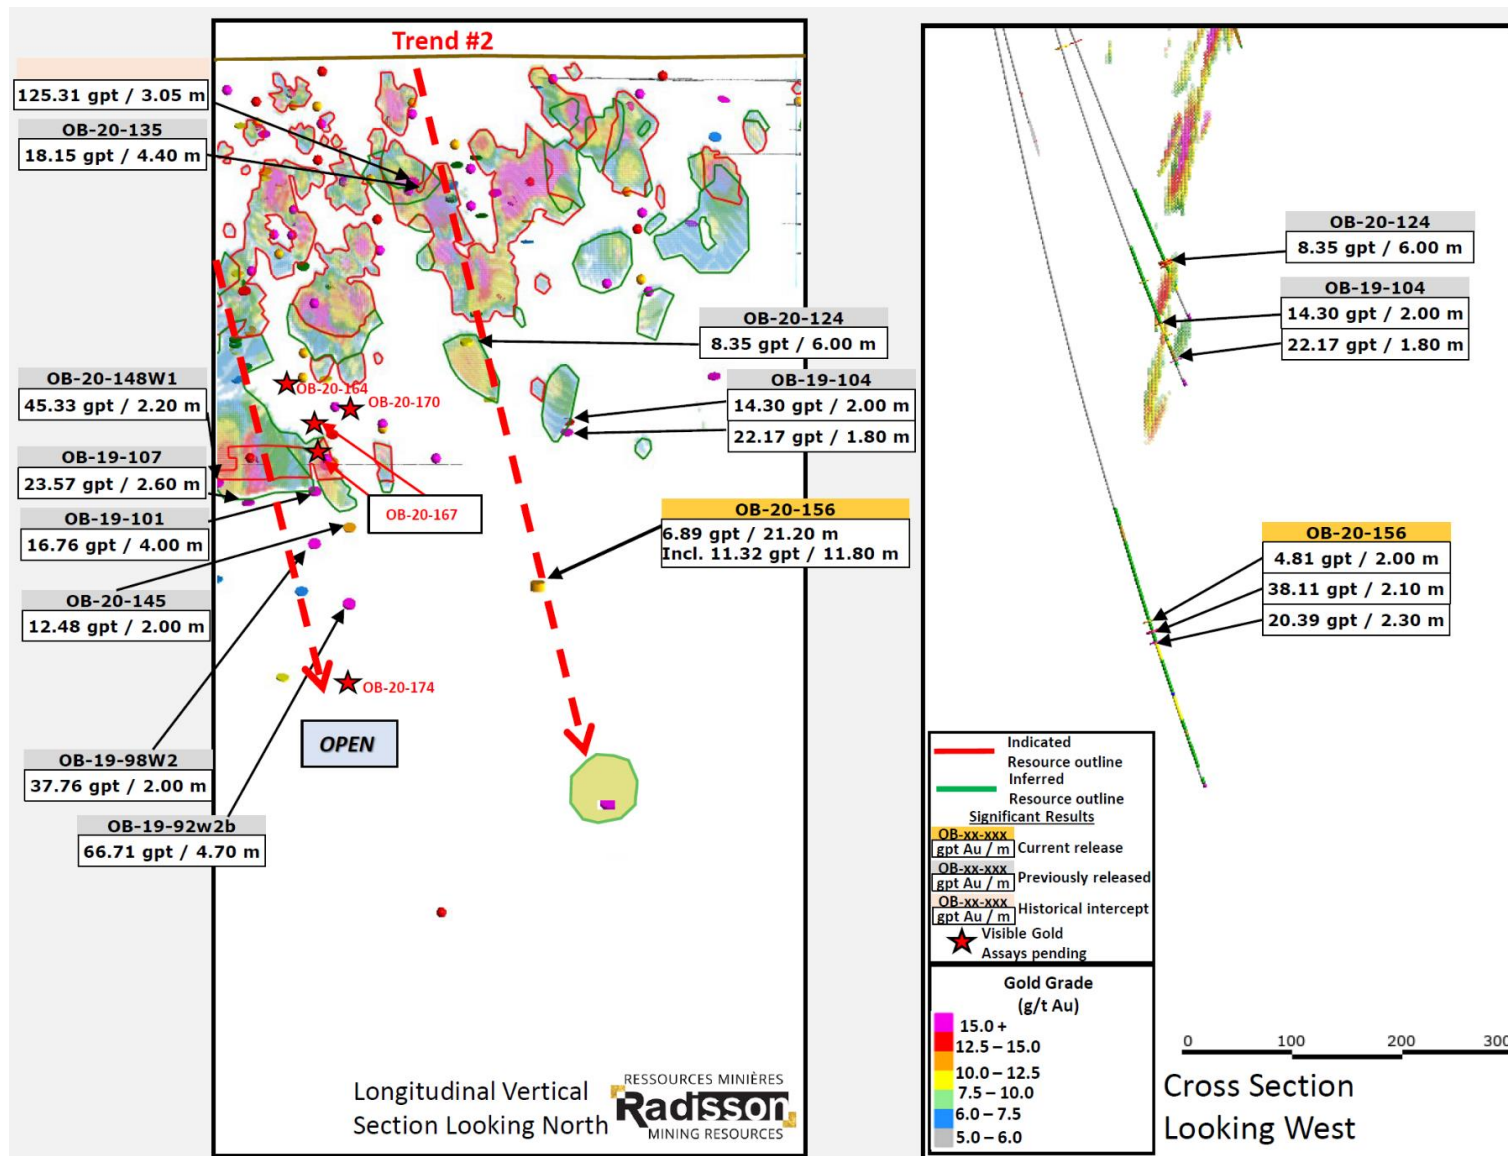 Trend #2
125.31 gpt / 3.05 m
OB-20-135
18.15 gpt / 4.40 m
OB-20-148W1
45.33 gpt / 2.20 m
OB-19-107
23.57 gpt / 2.60 m
OB-19-101
16.76 gpt / 4.00 m
OB-20-145
12.48 gpt / 2.00 m
OB-19-98W2
37.76 gpt / 2.00 m
OB-19-92w2b
66.71 gpt / 4.70 m
OB-20-164
OB-20-170
OB-20-167
OB-20-174
OPEN
OB-20-124
8.35 gpt / 6.00 m
OB-19-104
14.30 gpt / 2.00 m
22.17 gpt / 1.80 m
OB-20-156
6.89 gpt / 21.20 m
Incl. 11.32 gpt / 11.80 m
Longitudinal Vertical
Section Looking North
RESSOURCES MINIÈRES
Radisson
MINING RESOURCES
OB-20-124
8.35 gpt / 6.00 m
OB-19-104
14.30 gpt / 2.00 m
22.17 gpt / 1.80 m
OB-20-156
4.81 gpt / 2.00 m
38.11 gpt / 2.10 m
20.39 gpt / 2.30 m
Indicated
Resource outline
Inferred
Resource outline
Significant Results
OB-xx-xxx
gpt Au / m Current release
OB-xx-xxx
gpt Au / m Previously released
OB-xx-xxx
gpt Au / m Historical intercept
Visible Gold
Assays pending
Gold Grade
(g/t Au)
15.0 +
12.5 – 15.0
10.0 – 12.5
7.5 – 10.0
6.0 – 7.5
5.0 – 6.0
0 100 200 300
Cross Section
Looking West